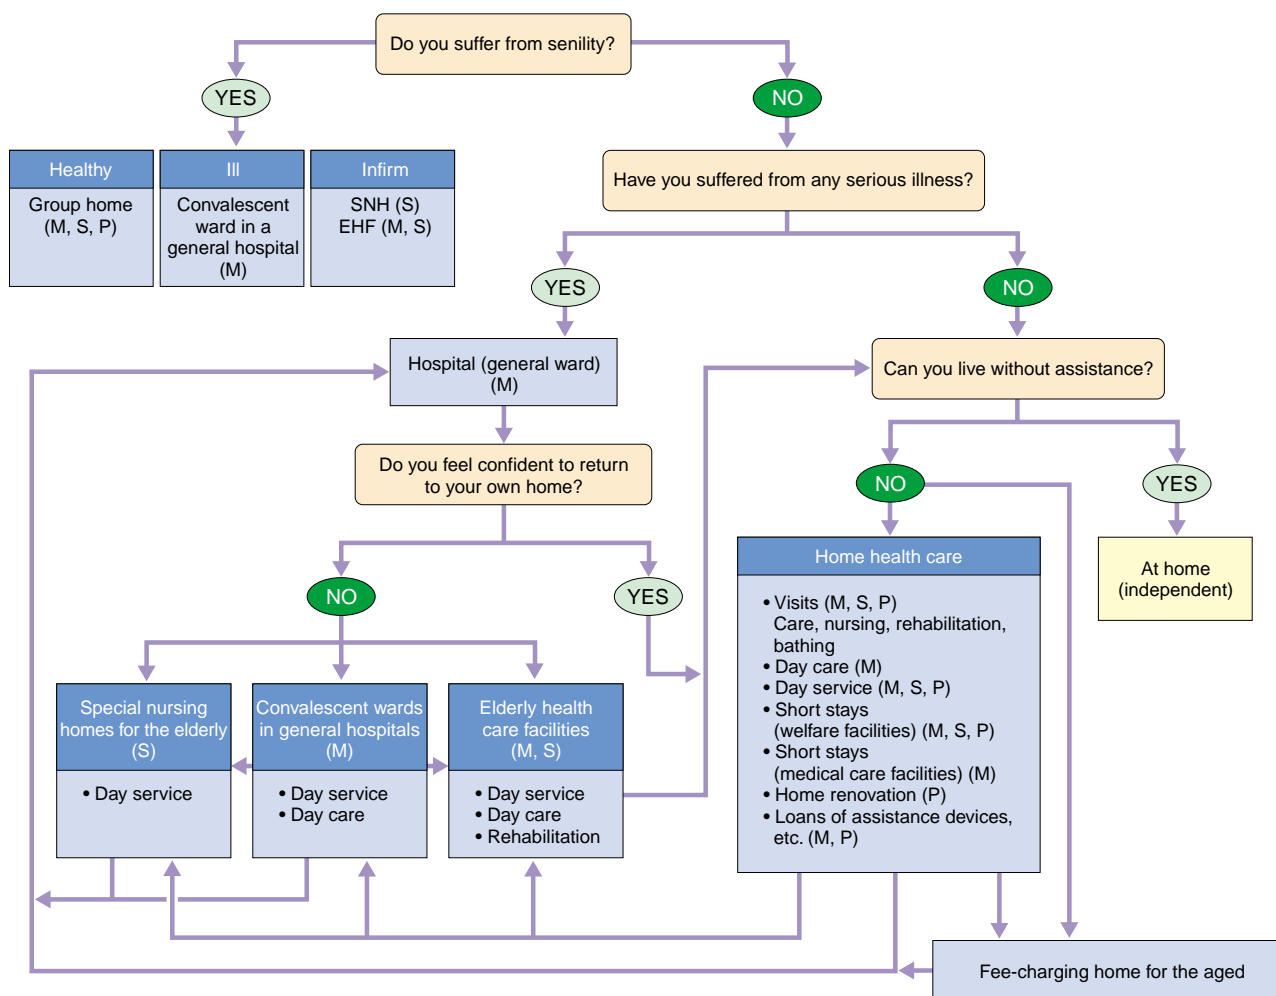 Do you suffer from senility?
YES
NO
Healthy
Group home
(M, S, P)
Ill
Convalescent
ward in a
general hospital
(M)
Infirm
SNH (S)
EHF (M, S)
Have you suffered from any serious illness?
YES
NO
Hospital (general ward)
(M)
Can you live without assistance?
Do you feel confident to return
to your own home?
NO
YES
NO
YES
Special nursing
homes for the elderly
(S)
• Day service
Convalescent wards
in general hospitals
(M)
• Day service
• Day care
Elderly health
care facilities
(M, S)
• Day service
• Day care
• Rehabilitation
Home health care
• Visits (M, S, P)
Care, nursing, rehabilitation,
bathing
• Day care (M)
• Day service (M, S, P)
• Short stays
(welfare facilities) (M, S, P)
• Short stays
(medical care facilities) (M)
• Home renovation (P)
• Loans of assistance devices,
etc. (M, P)
At home
(independent)
Fee-charging home for the aged